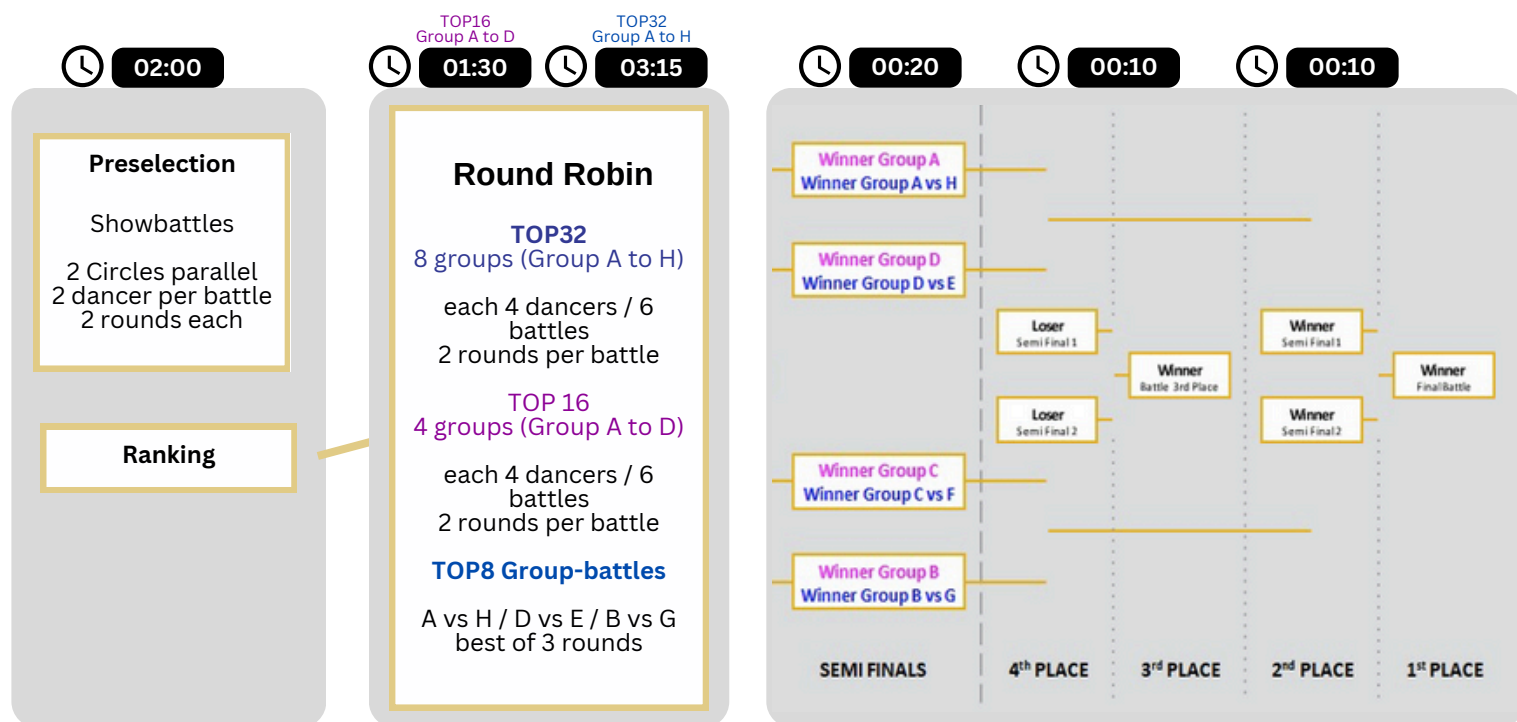 TOP16
Group A to D
TOP32
Group A to H
02:00
01:30
03:15
00:20
00:10
00:10
Preselection
Showbattles
2 Circles parallel
2 dancer per battle
2 rounds each
Ranking
Round Robin
TOP32
8 groups (Group A to H)
each 4 dancers / 6
battles
2 rounds per battle
TOP 16
4 groups (Group A to D)
each 4 dancers / 6
battles
2 rounds per battle
TOP8 Group-battles
A vs H / D vs E / B vs G
best of 3 rounds
Winner Group A
Winner Group A vs H
Winner Group D
Winner Group D vs E
Loser
Semi Final 1
Winner
Battle 3rd Place
Loser
Semi Final 2
Winner
Semi Final 1
Winner
Final Battle
Winner
Semi Final 2
Winner Group C
Winner Group C vs F
Winner Group B
Winner Group B vs G
SEMI FINALS
4th PLACE
3rd PLACE
2nd PLACE
1st PLACE